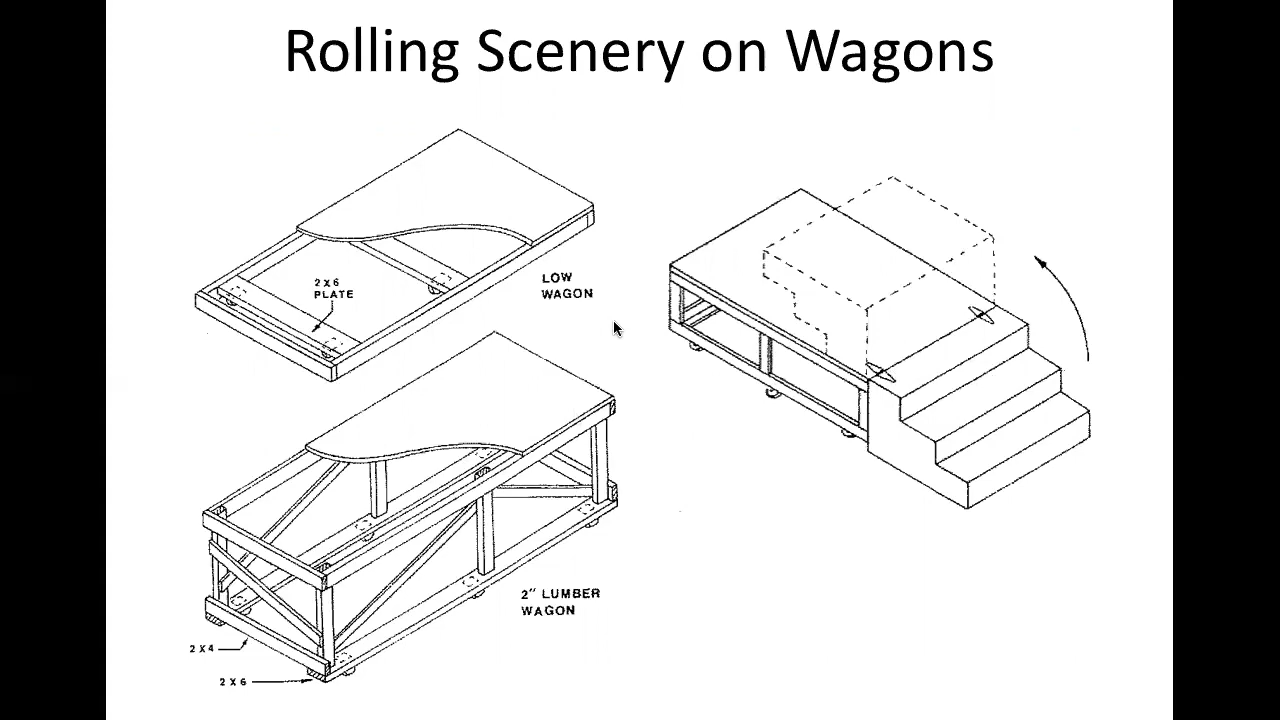 Rolling Scenery on Wagons
2 X 6
PLATE
LOW
WAGON
2" LUMBER
WAGON
2 X 4
2 X 6